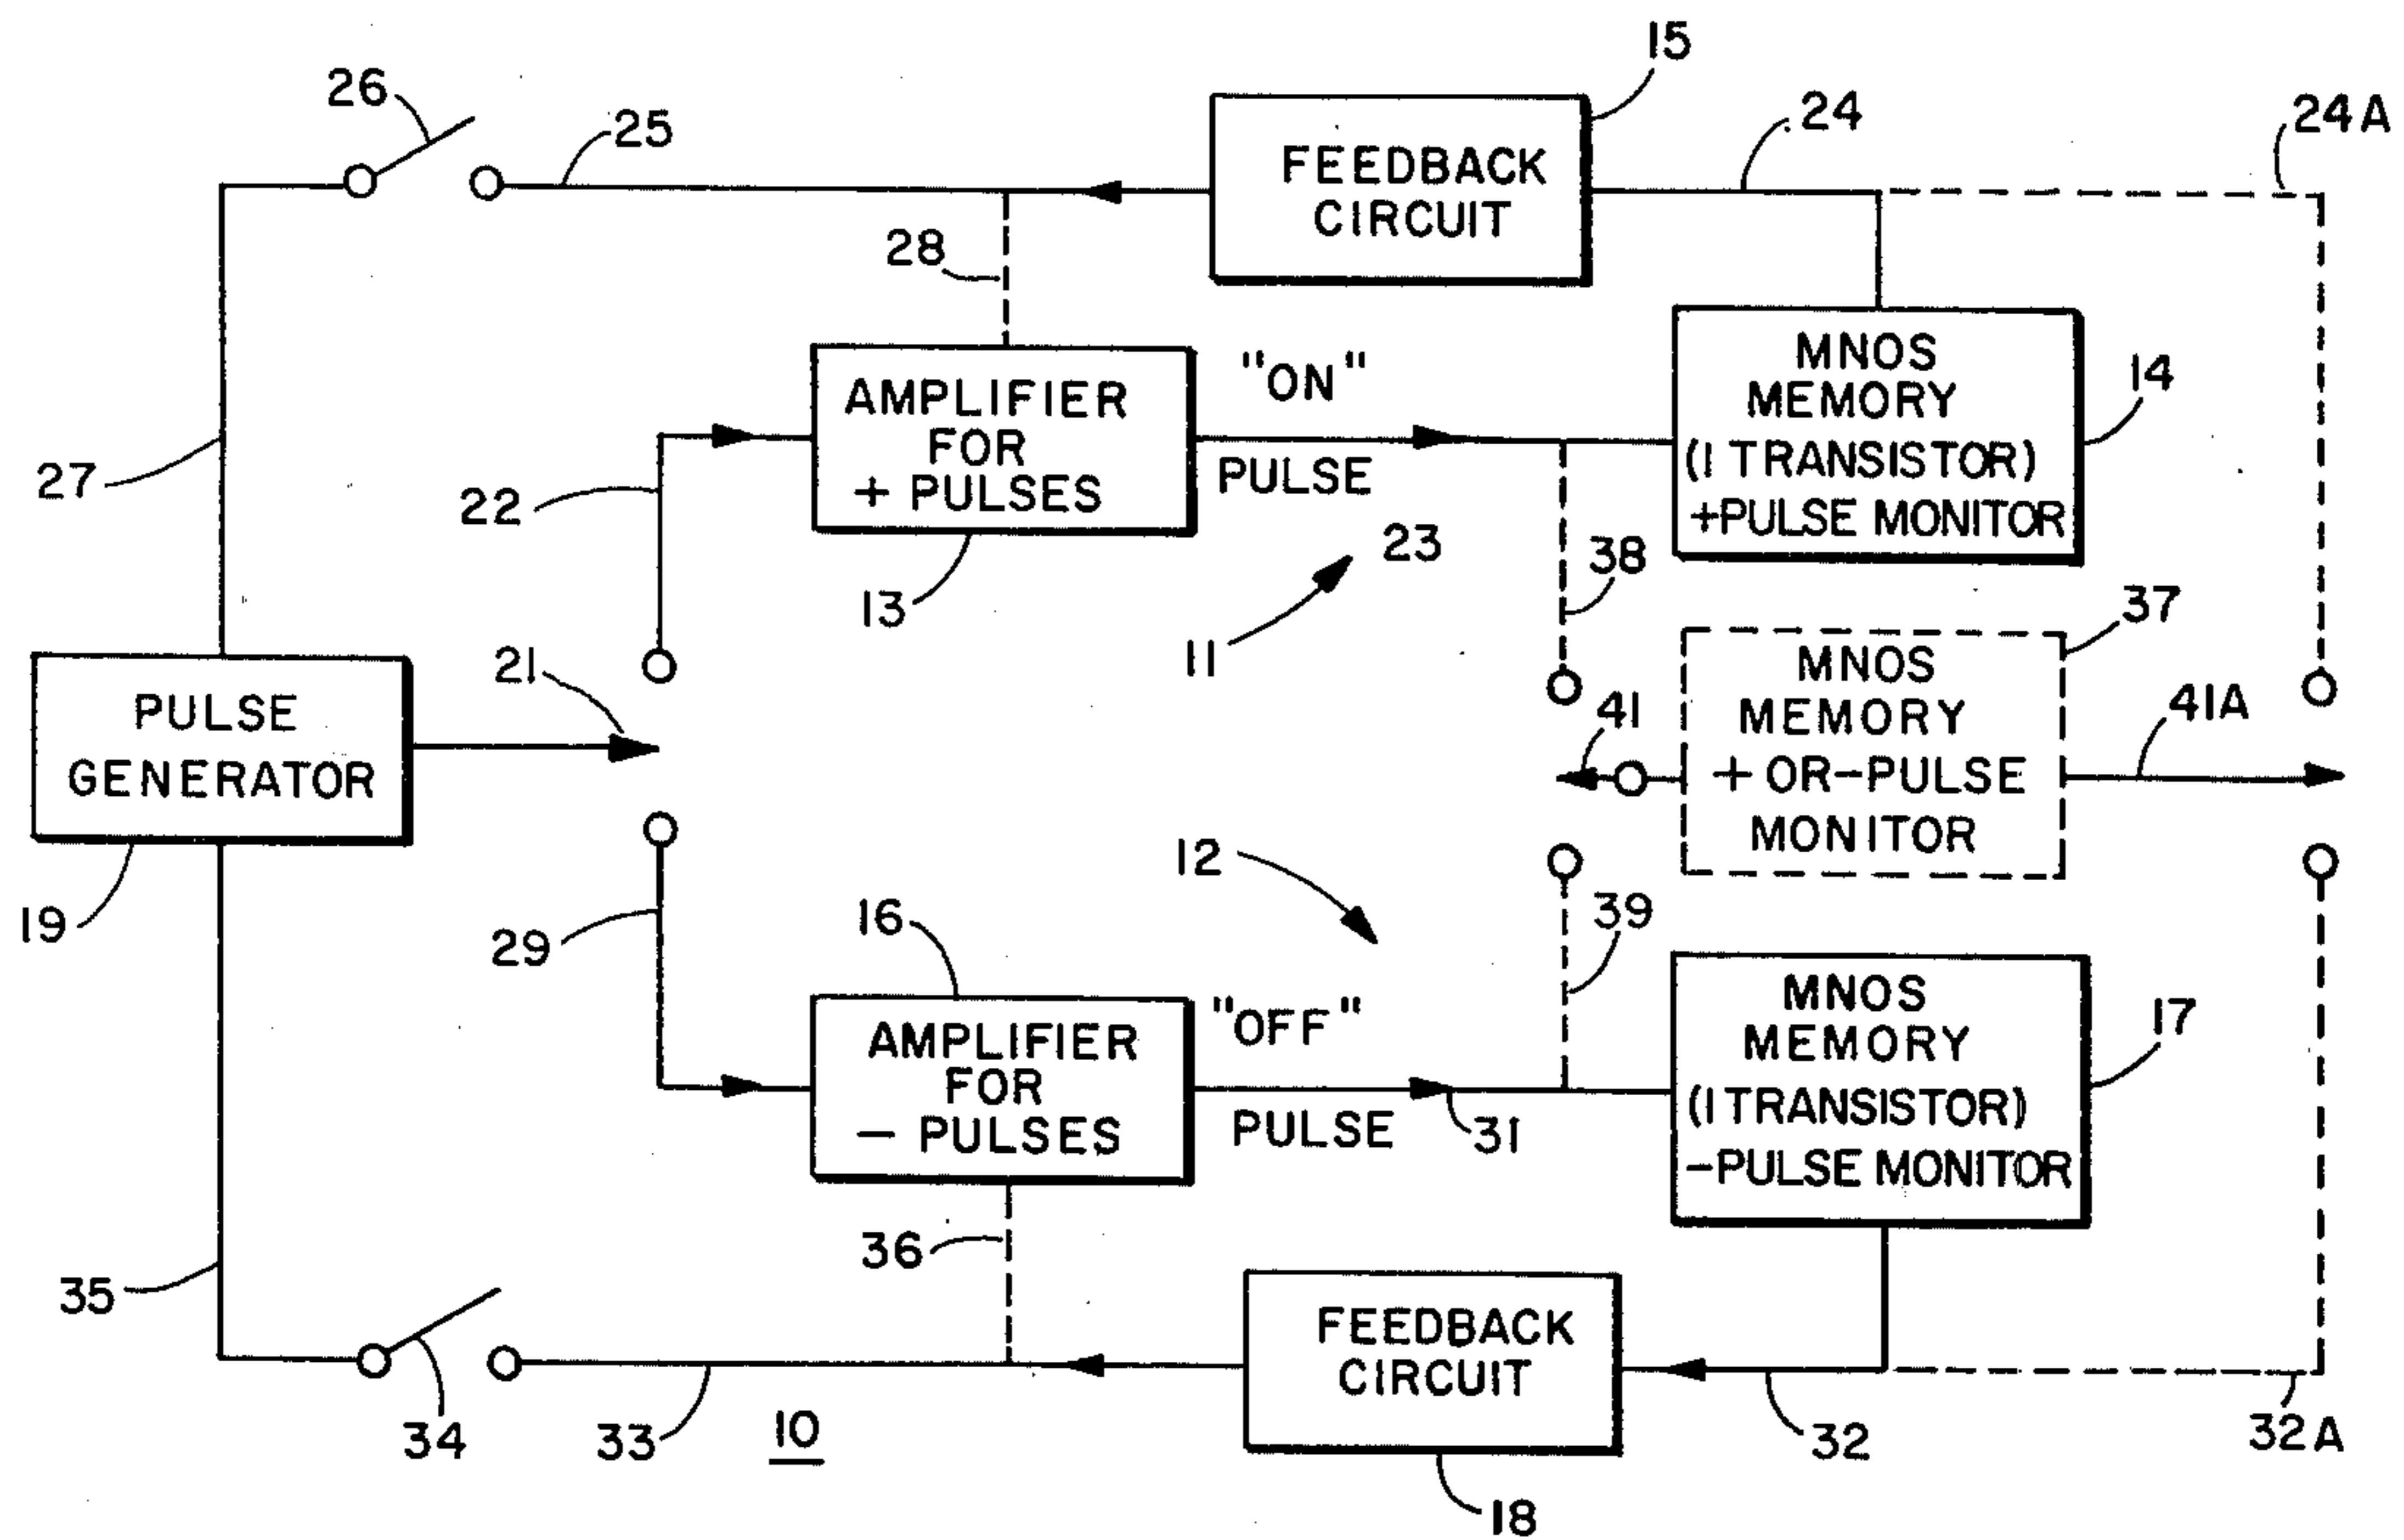 15
26
25
24
24A
FEEDBACK
CIRCUIT
28
"ON"
MNOS
MEMORY
(1 TRANSISTOR)
+PULSE MONITOR
14
AMPLIFIER
FOR
+ PULSES
PULSE
27
22
23
38
13
11
37
21
MNOS
MEMORY
+ OR-PULSE
MONITOR
41
41A
PULSE
GENERATOR
12
19
29
16
39
"OFF"
MNOS
MEMORY
(1 TRANSISTOR)
-PULSE MONITOR
17
AMPLIFIER
FOR
- PULSES
PULSE
31
36
35
FEEDBACK
CIRCUIT
34
33
10
32
32A
18